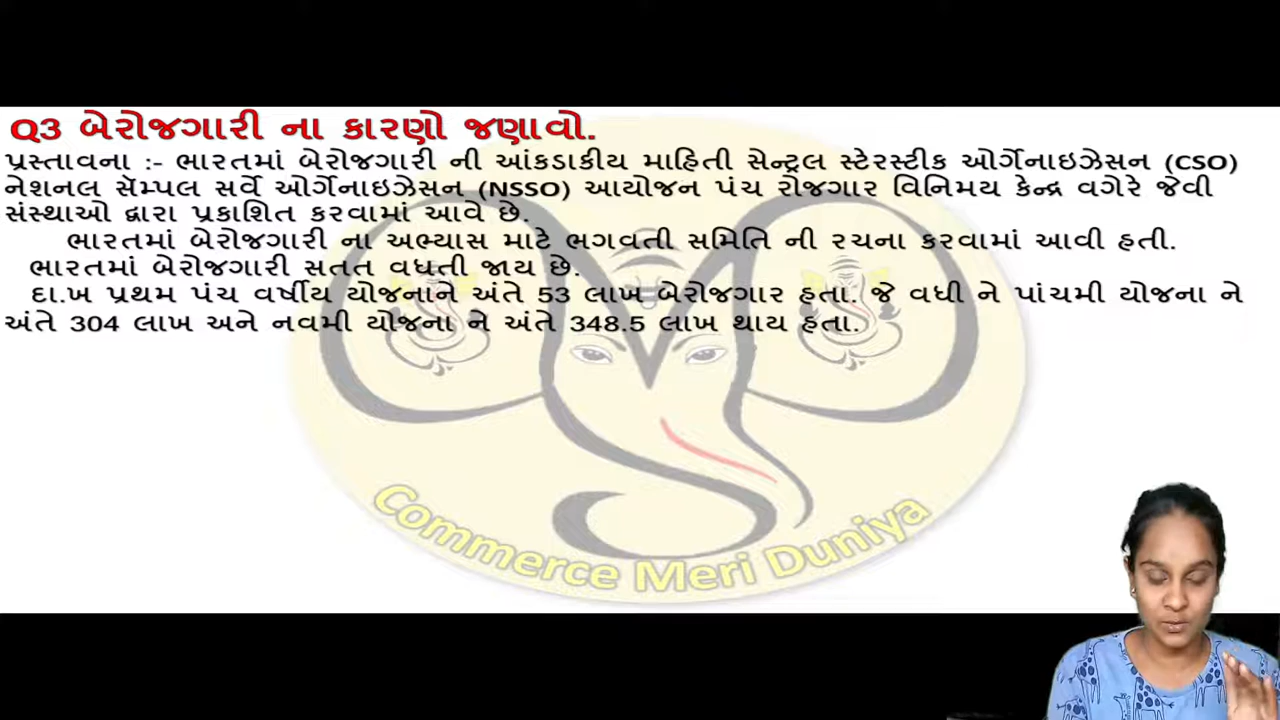 Q3 બેરોજગારી ના કારણો જણાવો.
પ્રસ્તાવના :- ભારતમાં બેરોજગારી ની આંકડાકીય માહિતી સેન્ટ્રલ સ્ટેરસ્ટીક ઓર્ગેનાઇઝેસન (CSO)
નેશનલ સૅમ્પલ સર્વે ઓર્ગેનાઇઝેસન (NSSO) આયોજન પંચ રોજગાર વિનિમય કેન્દ્ર વગેરે જેવી
સંસ્થાઓ દ્વારા પ્રકાશિત કરવામાં આવે છે.
ભારતમાં બેરોજગારી ના અભ્યાસ માટે ભગવતી સમિતિ ની રચના કરવામાં આવી હતી.
ભારતમાં બેરોજગારી સતત વધતી જાય છે.
દા.ખ પ્રથમ પંચ વર્ષીય યોજનાને અંતે 53 લાખ બેરોજગાર હતા. જે વધી ને પાંચમી યોજના ને
અંતે 304 લાખ અને નવમી યોજના ને અંતે 348.5 લાખ થાય હતા.
Commerce Meri Duniya